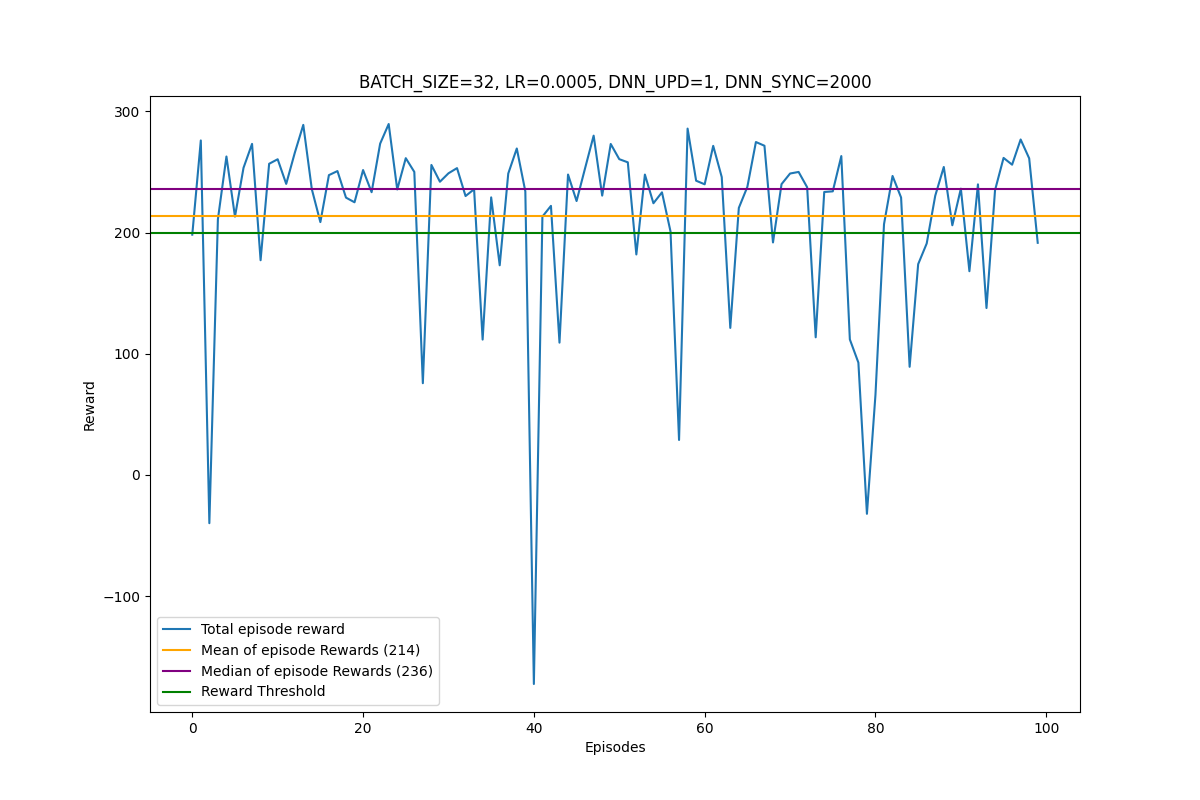 BATCH_SIZE=32, LR=0.0005, DNN_UPD=1, DNN_SYNC=2000
300
200
100
0
−100
Reward
Total episode reward
Mean of episode Rewards (214)
Median of episode Rewards (236)
Reward Threshold
0 20 40 60 80 100
Episodes